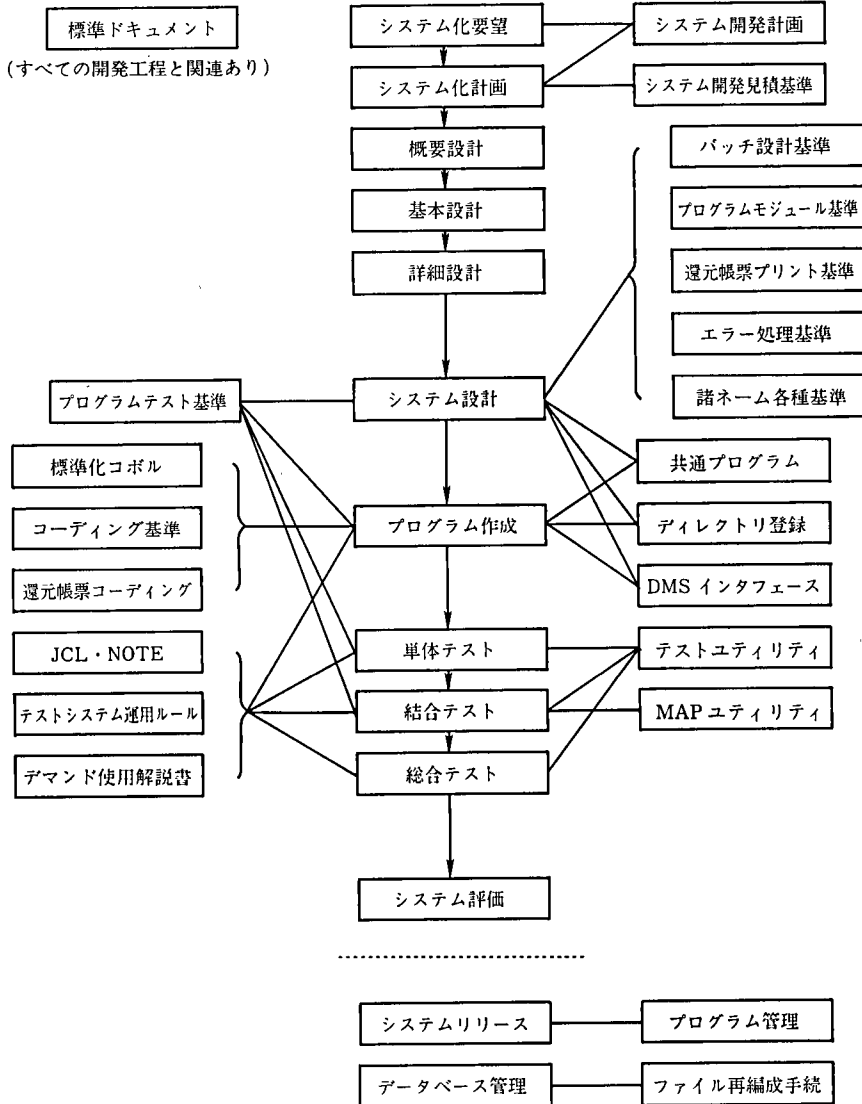 標準ドキュメント
(すべての開発工程と関連あり)
システム化要望
システム開発計画
システム化計画
システム開発見積基準
概要設計
バッチ設計基準
基本設計
プログラムモジュール基準
詳細設計
還元帳票プリント基準
エラー処理基準
プログラムテスト基準
システム設計
諸ネーム各種基準
標準化コボル
共通プログラム
コーディング基準
プログラム作成
ディレクトリ登録
還元帳票コーディング
DMS インタフェース
JCL・NOTE
単体テスト
テストユティリティ
テストシステム運用ルール
結合テスト
MAP ユティリティ
デマンド使用解説書
総合テスト
システム評価
システムリリース
プログラム管理
データベース管理
ファイル再編成手続